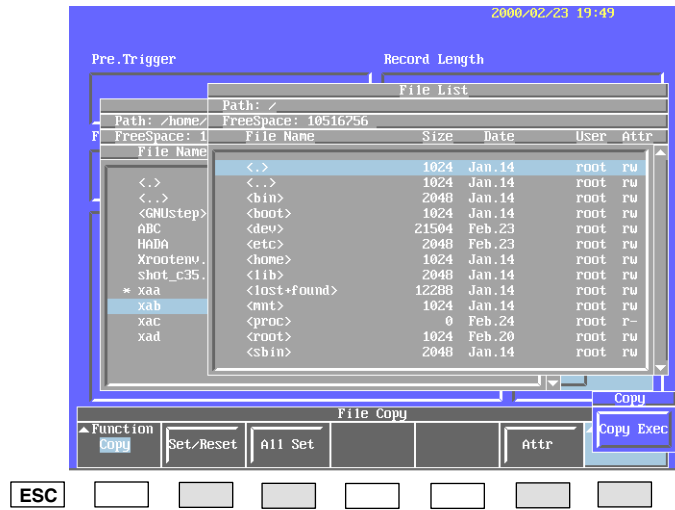 2000/02/23 19:49
Pre.Trigger Record Length
File List
Path: /
Path: /home/ FreeSpace: 10516756
F FreeSpace: 1 File Name Size Date User Attr
File Name
<.> 1024 Jan.14 root rw
<.> <..> 1024 Jan.14 root rw
<..> <bin> 2048 Jan.14 root rw
<GNUstep> <boot> 1024 Jan.14 root rw
ABC <dev> 21504 Feb.23 root rw
HADA <etc> 2048 Feb.23 root rw
Xrootenv. <home> 1024 Jan.14 root rw
shot_c35. <lib> 2048 Jan.14 root rw
* xaa <lost+found> 12288 Jan.14 root rw
xab <mnt> 1024 Jan.14 root rw
xac <proc> 0 Feb.24 root r-
xad <root> 1024 Feb.20 root rw
<sbin> 2048 Jan.14 root rw
Copy
File Copy
Function
Copy Set/Reset All Set Attr Copy Exec
ESC